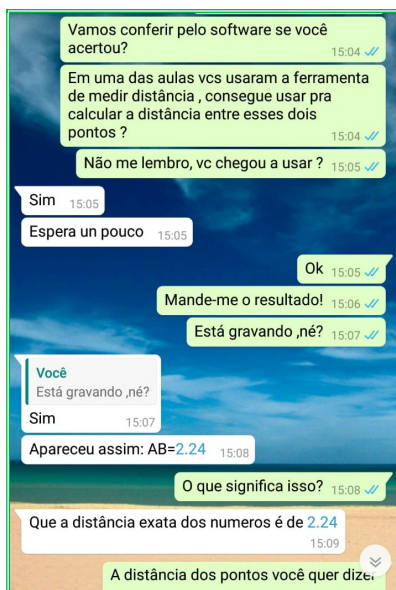 Vamos conferir pelo software se você
acertou?
15:04
Em uma das aulas vcs usaram a ferramenta
de medir distância , consegue usar pra
calcular a distância entre esses dois
pontos ?
15:04
Não me lembro, vc chegou a usar ? 15:05
Sim 15:05
Espera un pouco 15:05
Ok 15:05
Mande-me o resultado! 15:06
Está gravando ,né? 15:07
Você
Está gravando ,né?
Sim
15:07
Apareceu assim: AB=2.24 15:08
O que significa isso? 15:08
Que a distância exata dos numeros é de 2.24
15:09
A distância dos pontos você quer dizer